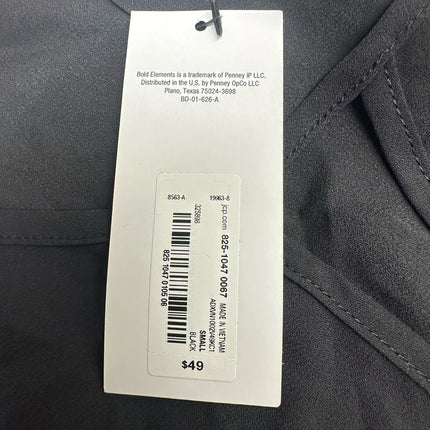 Bold Elements is a trademark of Penney IP LLC.
Distributed in the U.S. by Penney OpCo LLC
Plano, Texas 75024-3698
BD-01-626-A
8563-A
19963-8
jcp.com 825-1047 0067
325898
MADE IN VIETNAM
825 1047 0105 06
SMALL
BLACK
$49